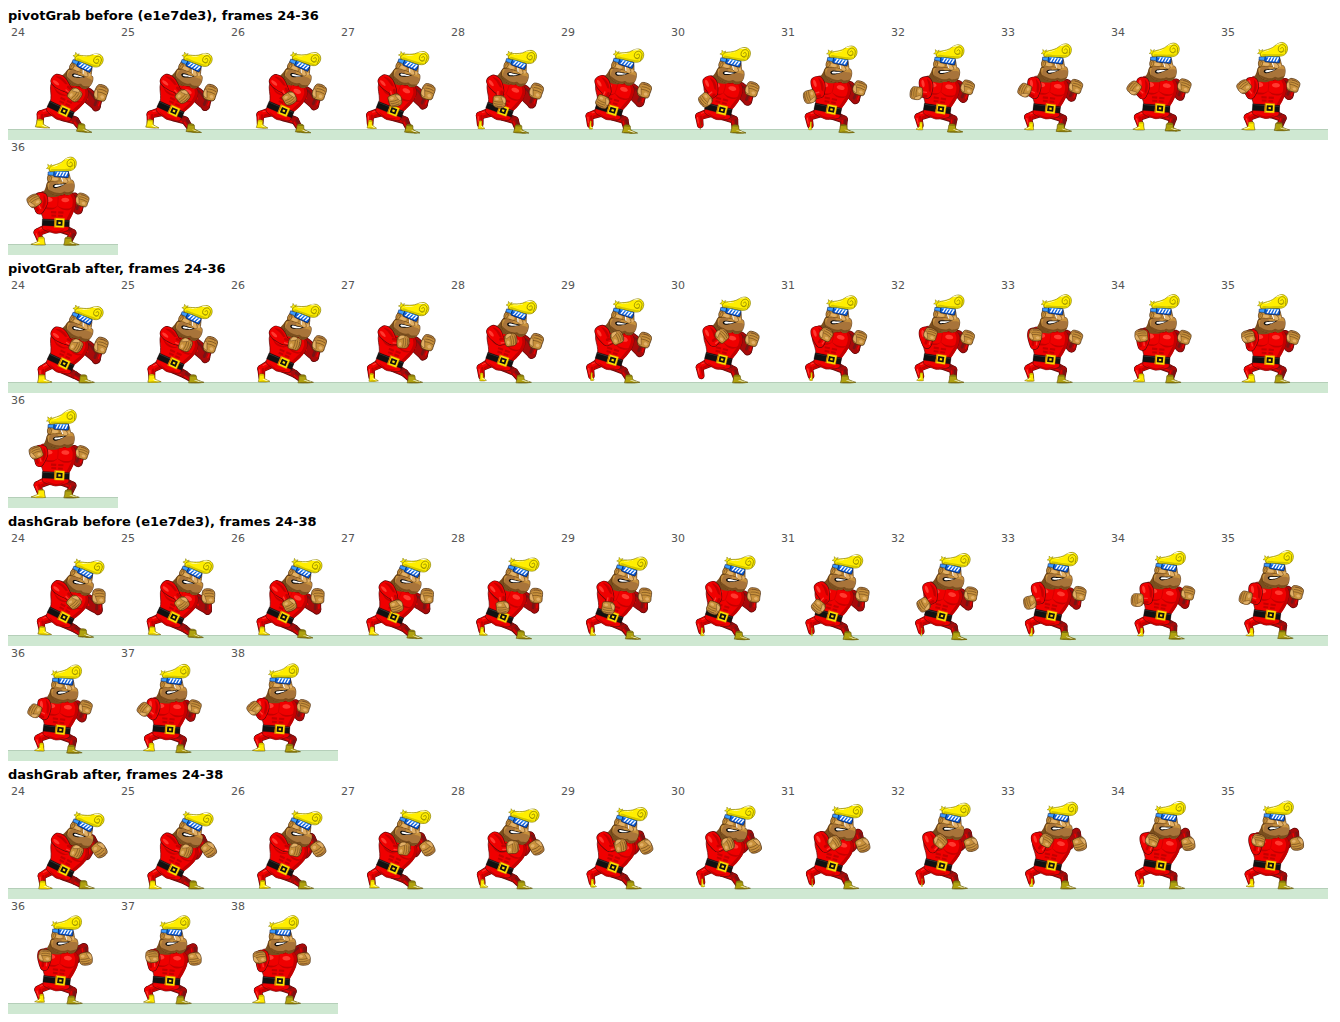 pivotGrab before (e1e7de3), frames 24-36
24 25 26 27 28 29 30 31 32 33 34 35
36
pivotGrab after, frames 24-36
24 25 26 27 28 29 30 31 32 33 34 35
36
dashGrab before (e1e7de3), frames 24-38
24 25 26 27 28 29 30 31 32 33 34 35
36 37 38
dashGrab after, frames 24-38
24 25 26 27 28 29 30 31 32 33 34 35
36 37 38